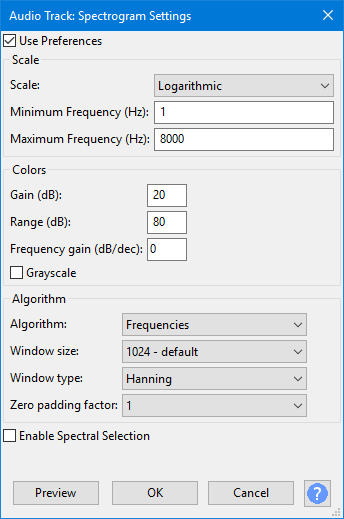 Audio Track: Spectrogram Settings
Use Preferences
Scale
Scale: Logarithmic
Minimum Frequency (Hz): 1
Maximum Frequency (Hz): 8000
Colors
Gain (dB): 20
Range (dB): 80
Frequency gain (dB/dec): 0
Grayscale
Algorithm
Algorithm: Frequencies
Window size: 1024 - default
Window type: Hanning
Zero padding factor: 1
Enable Spectral Selection
Preview OK Cancel ?